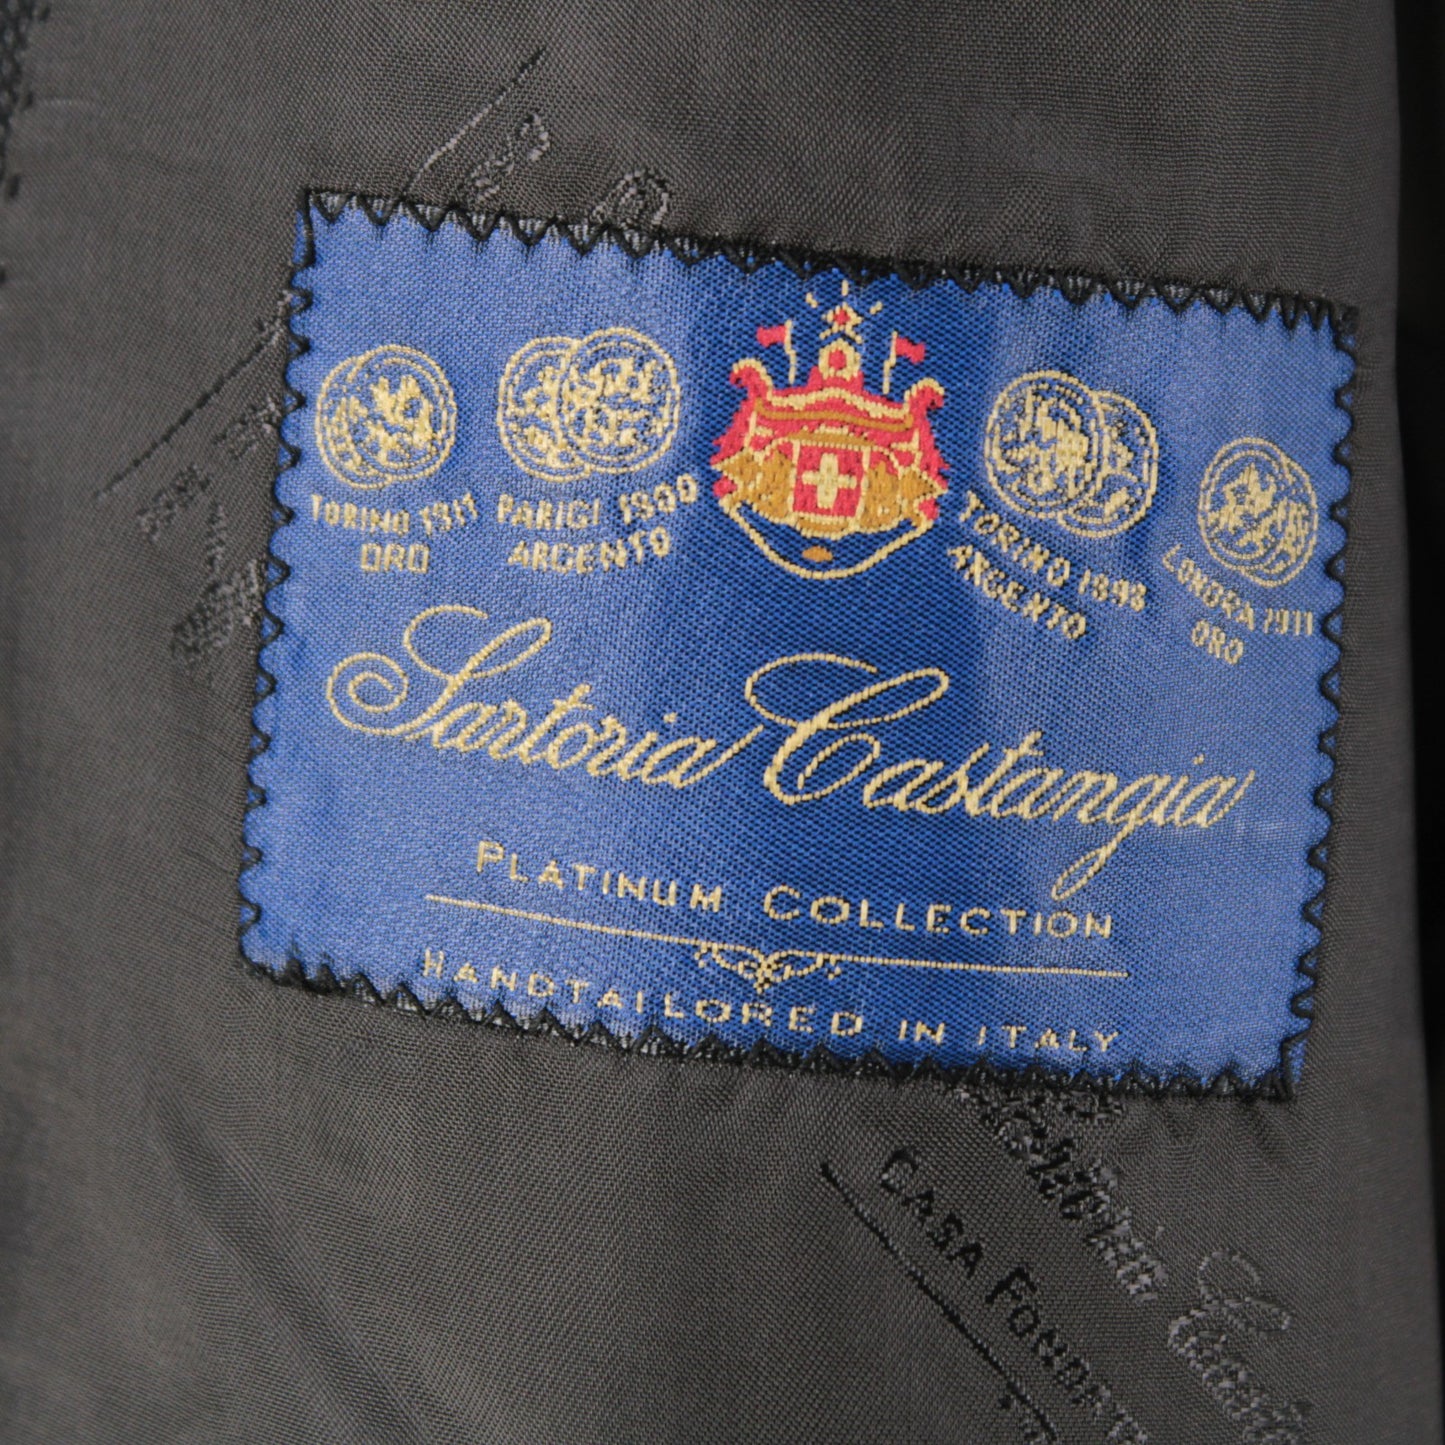 TORINO 1911
ORO
PARIGI 1900
ARGENTO
TORINO 1898
ARGENTO
LONDRA 1911
ORO
Sartoria Castangia
PLATINUM COLLECTION
HANDTAILORED IN ITALY
CASA